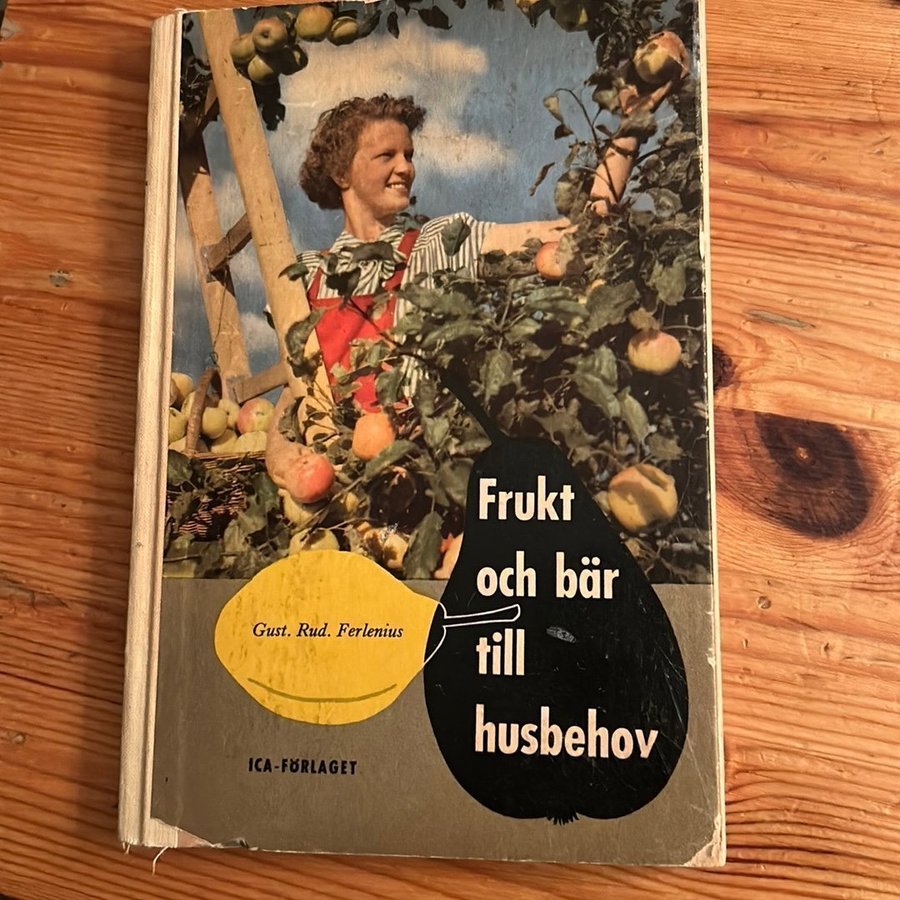 Frukt
och bär
till
husbehov
Gust. Rud. Ferlenius
ICA-FÖRLAGET